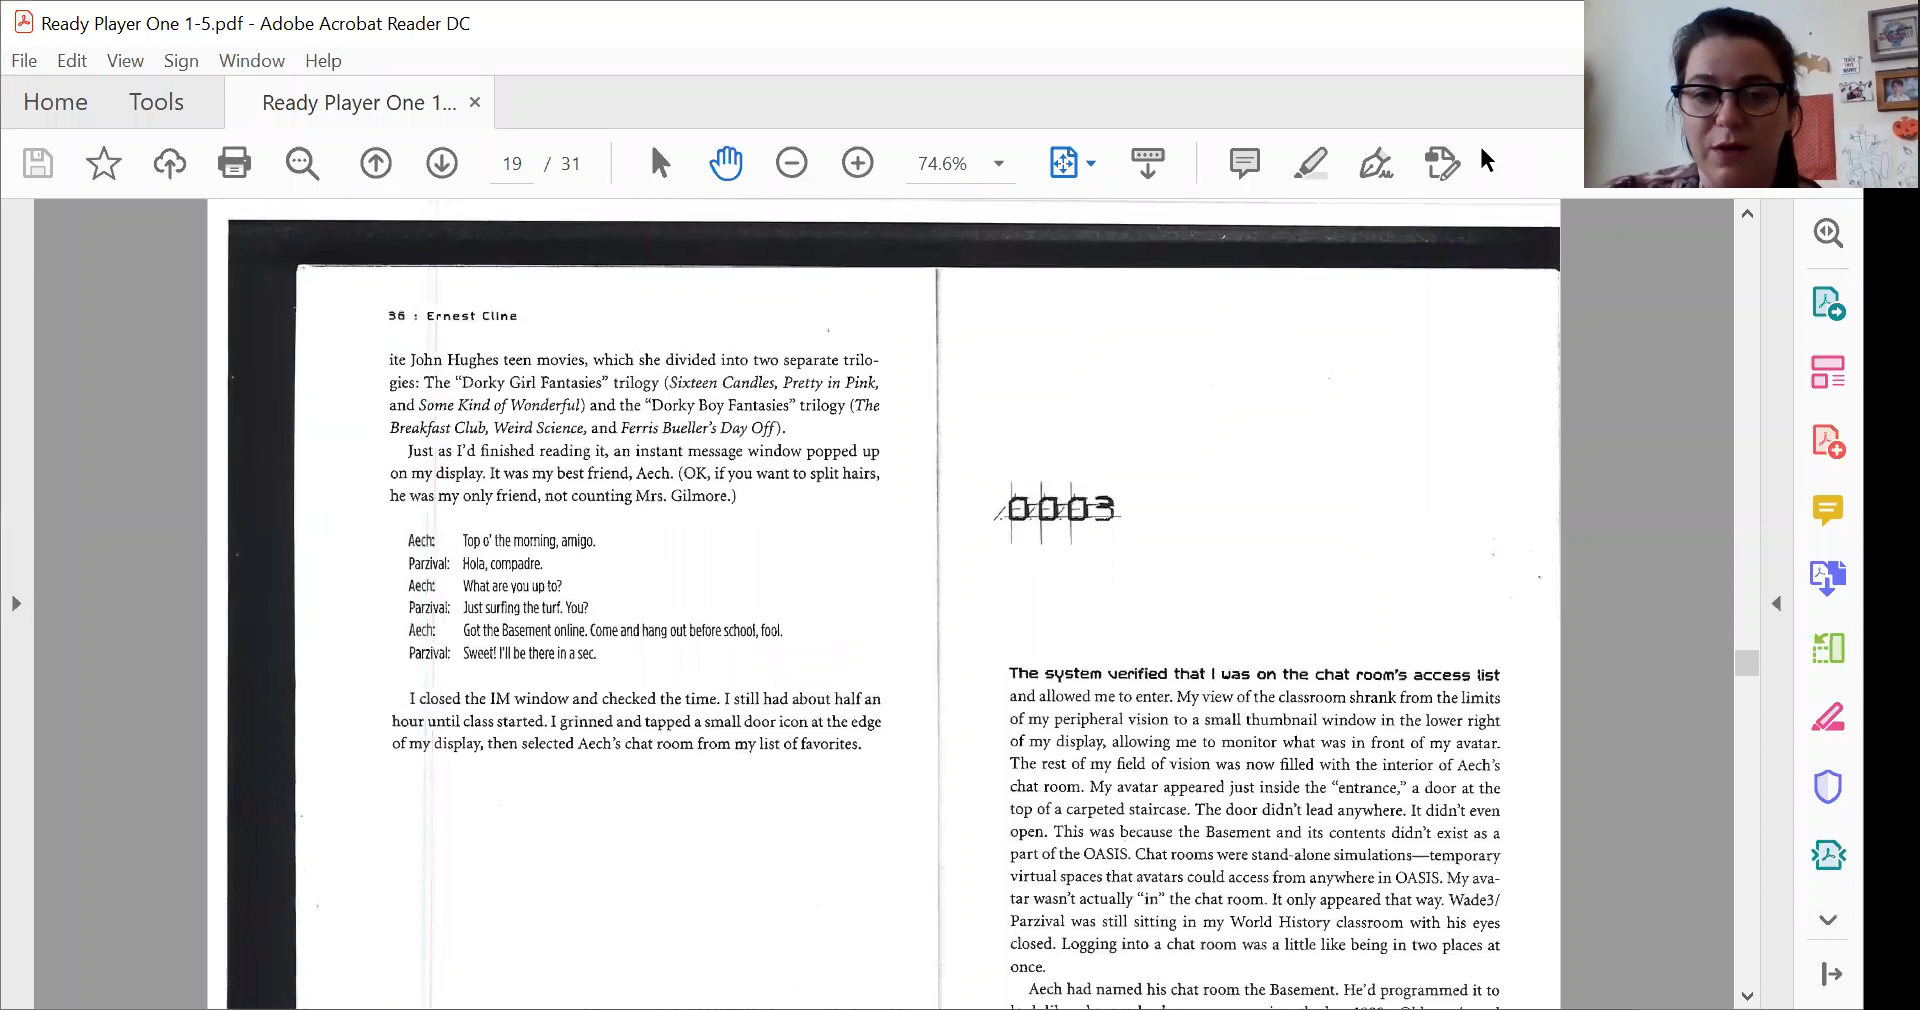 Ready Player One 1-5.pdf - Adobe Acrobat Reader DC
File Edit View Sign Window Help
Home Tools Ready Player One 1... ×
19 / 31 74.6%
36 : Ernest Cline
ite John Hughes teen movies, which she divided into two separate trilo-
gies: The “Dorky Girl Fantasies” trilogy (Sixteen Candles, Pretty in Pink,
and Some Kind of Wonderful) and the “Dorky Boy Fantasies” trilogy (The
Breakfast Club, Weird Science, and Ferris Bueller’s Day Off).
Just as I’d finished reading it, an instant message window popped up
on my display. It was my best friend, Aech. (OK, if you want to split hairs,
he was my only friend, not counting Mrs. Gilmore.)
Aech: Top o’ the morning, amigo.
Parzival: Hola, compadre.
Aech: What are you up to?
Parzival: Just surfing the turf. You?
Aech: Got the Basement online. Come and hang out before school, fool.
Parzival: Sweet! I’ll be there in a sec.
I closed the IM window and checked the time. I still had about half an
hour until class started. I grinned and tapped a small door icon at the edge
of my display, then selected Aech’s chat room from my list of favorites.
0003
The system verified that I was on the chat room’s access list
and allowed me to enter. My view of the classroom shrank from the limits
of my peripheral vision to a small thumbnail window in the lower right
of my display, allowing me to monitor what was in front of my avatar.
The rest of my field of vision was now filled with the interior of Aech’s
chat room. My avatar appeared just inside the “entrance,” a door at the
top of a carpeted staircase. The door didn’t lead anywhere. It didn’t even
open. This was because the Basement and its contents didn’t exist as a
part of the OASIS. Chat rooms were stand-alone simulations—temporary
virtual spaces that avatars could access from anywhere in OASIS. My ava-
tar wasn’t actually “in” the chat room. It only appeared that way. Wade3/
Parzival was still sitting in my World History classroom with his eyes
closed. Logging into a chat room was a little like being in two places at
once.
Aech had named his chat room the Basement. He’d programmed it to